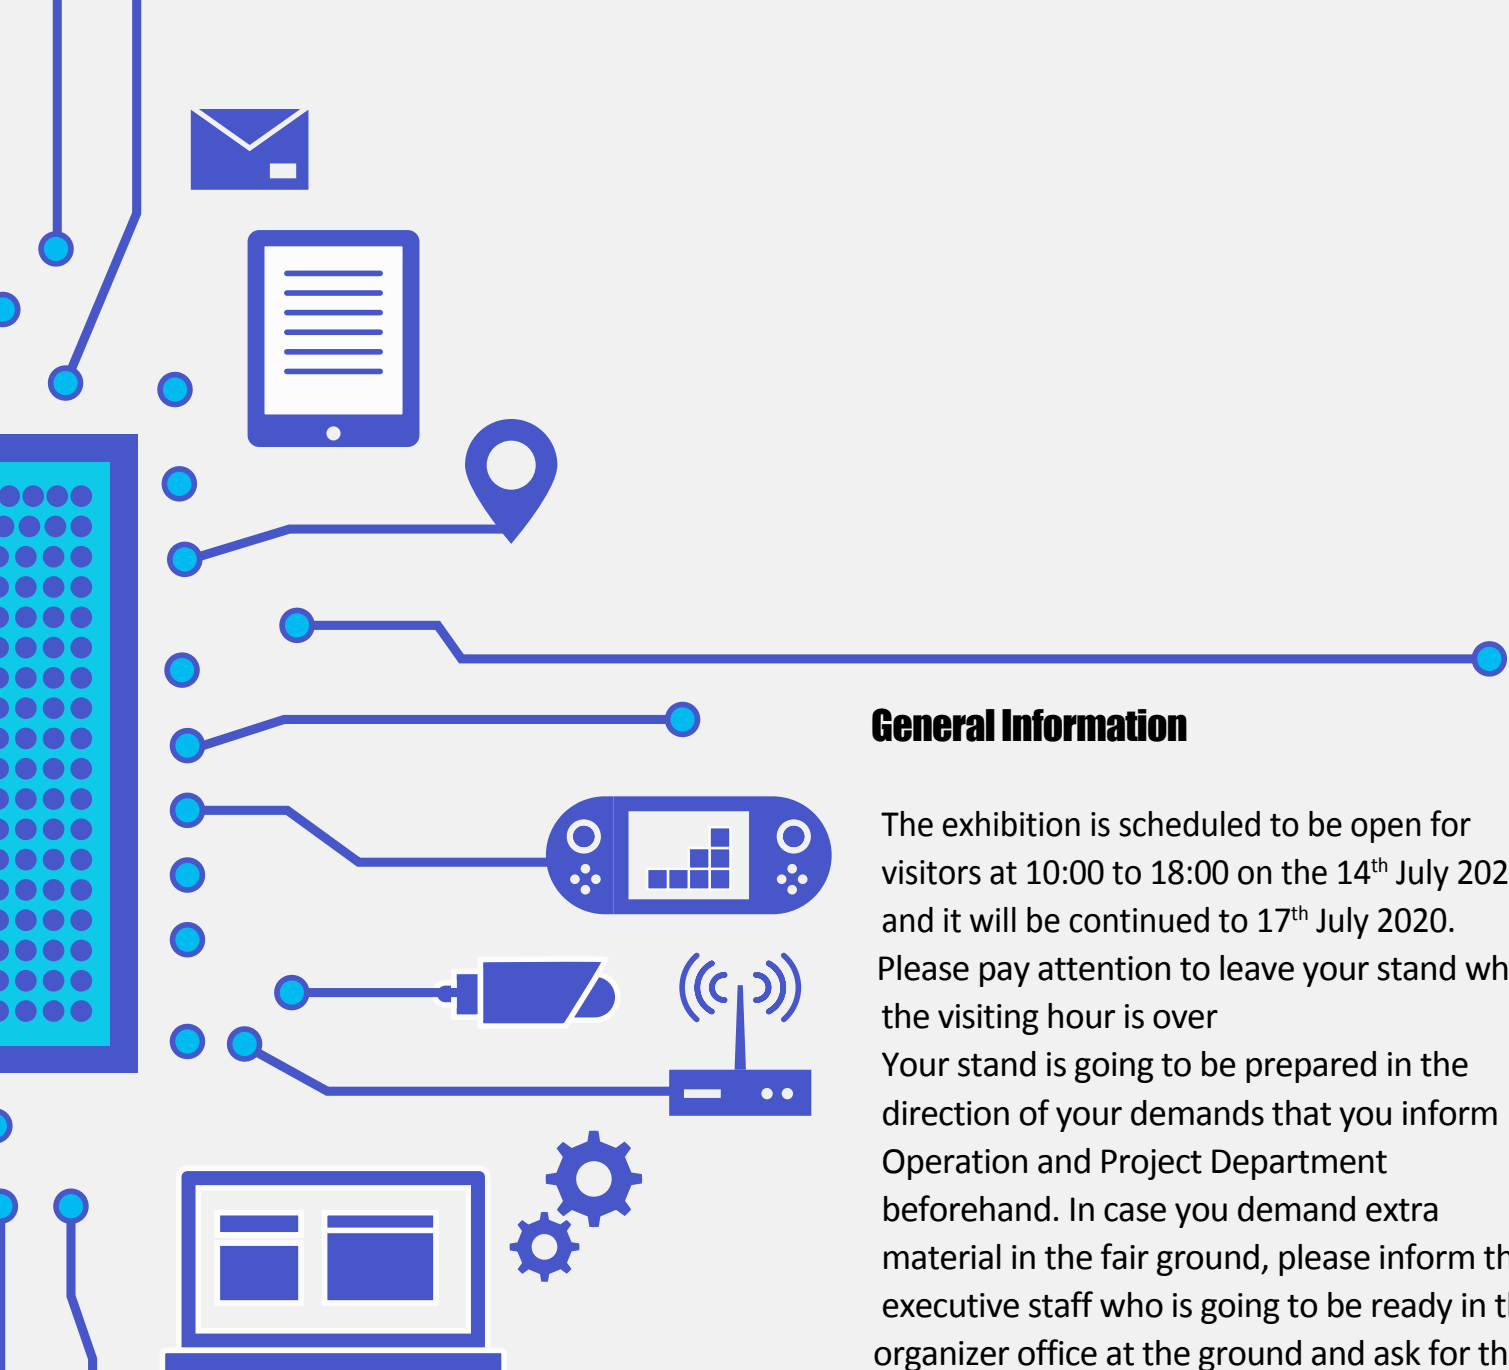 General Information
The exhibition is scheduled to be open for
visitors at 10:00 to 18:00 on the 14th July 202
and it will be continued to 17th July 2020.
Please pay attention to leave your stand wh
the visiting hour is over
Your stand is going to be prepared in the
direction of your demands that you inform
Operation and Project Department
beforehand. In case you demand extra
material in the fair ground, please inform th
executive staff who is going to be ready in t
organizer office at the ground and ask for th